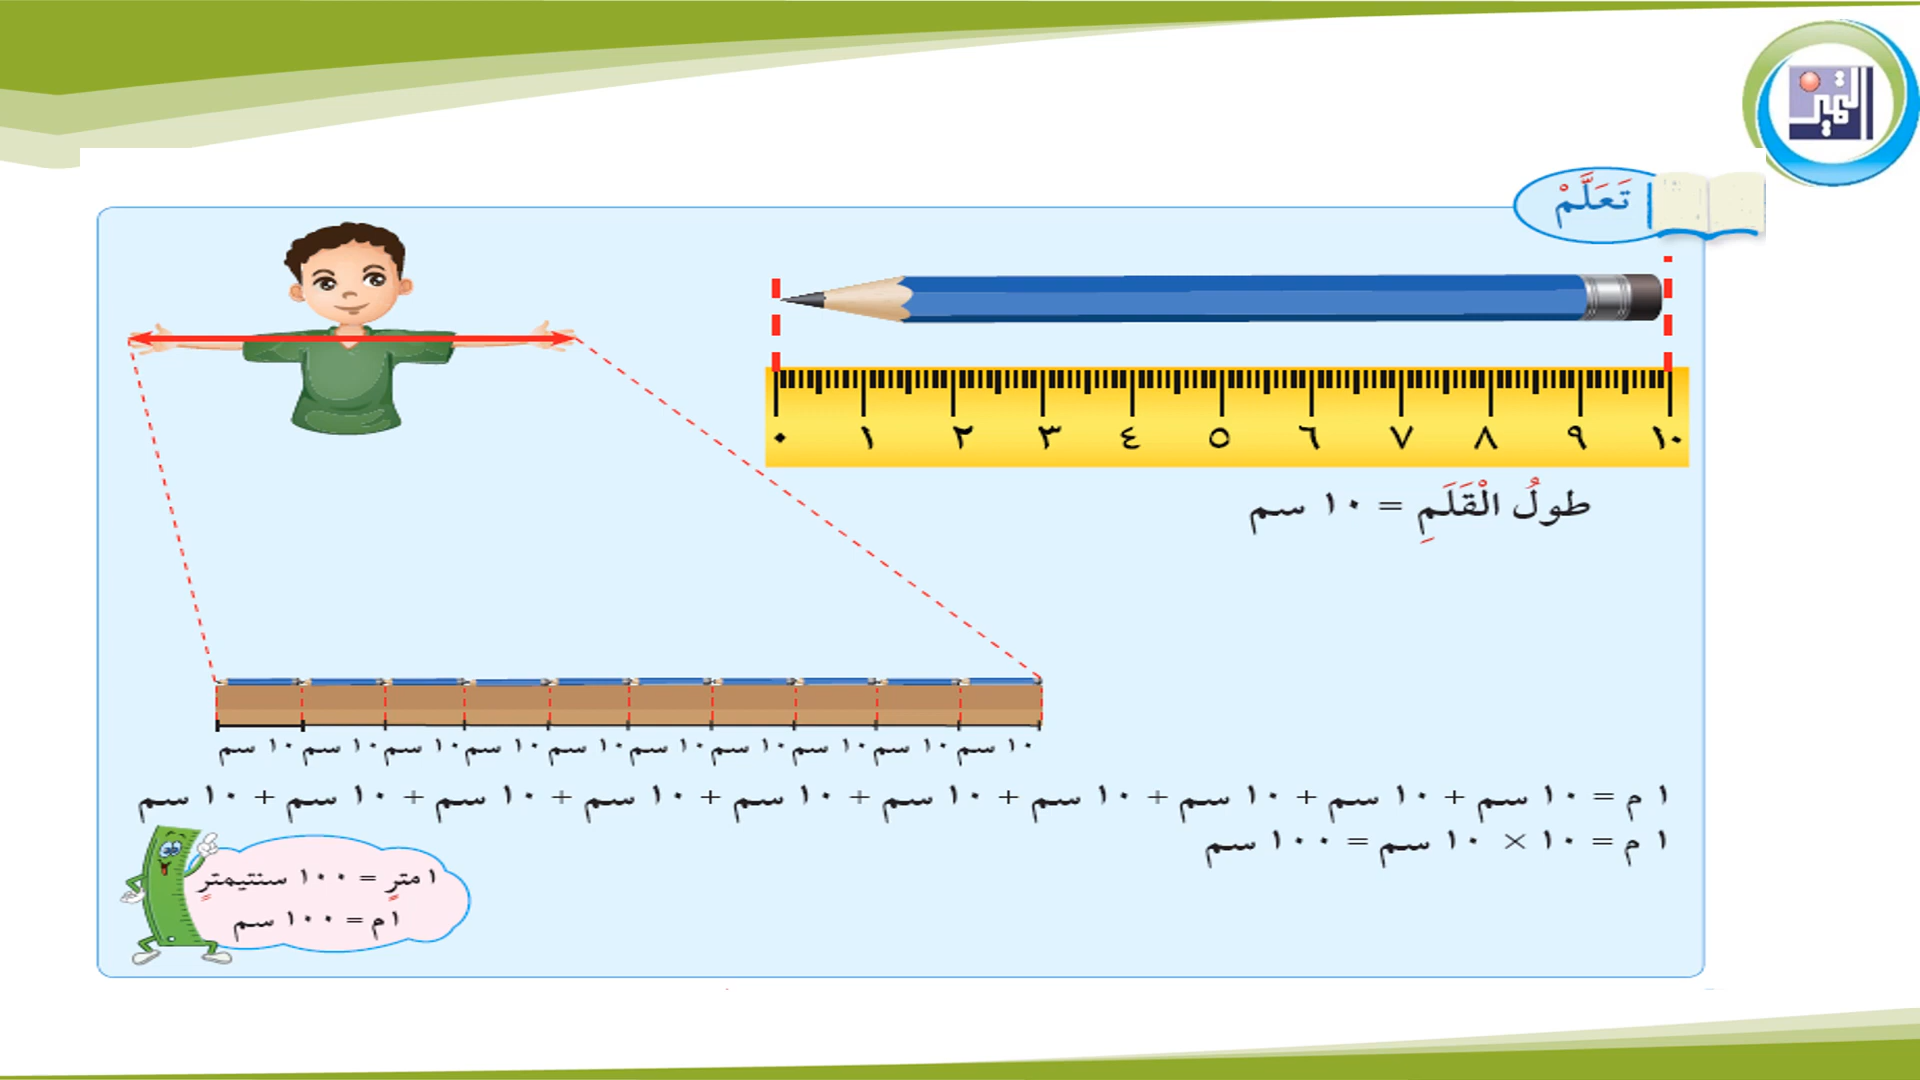 التميز
تَعَلَّمْ
٠ ١ ٢ ٣ ٤ ٥ ٦ ٧ ٨ ٩ ١٠
طولُ الْقَلَمِ = ١٠ سم
١٠ سم ١٠ سم ١٠ سم ١٠ سم ١٠ سم ١٠ سم ١٠ سم ١٠ سم ١٠ سم ١٠ سم
١ م = ١٠ سم + ١٠ سم + ١٠ سم + ١٠ سم + ١٠ سم + ١٠ سم + ١٠ سم + ١٠ سم + ١٠ سم + ١٠ سم
١ م = ١٠ × ١٠ سم = ١٠٠ سم
١ مترٍ = ١٠٠ سنتيمترٍ
١م = ١٠٠ سم